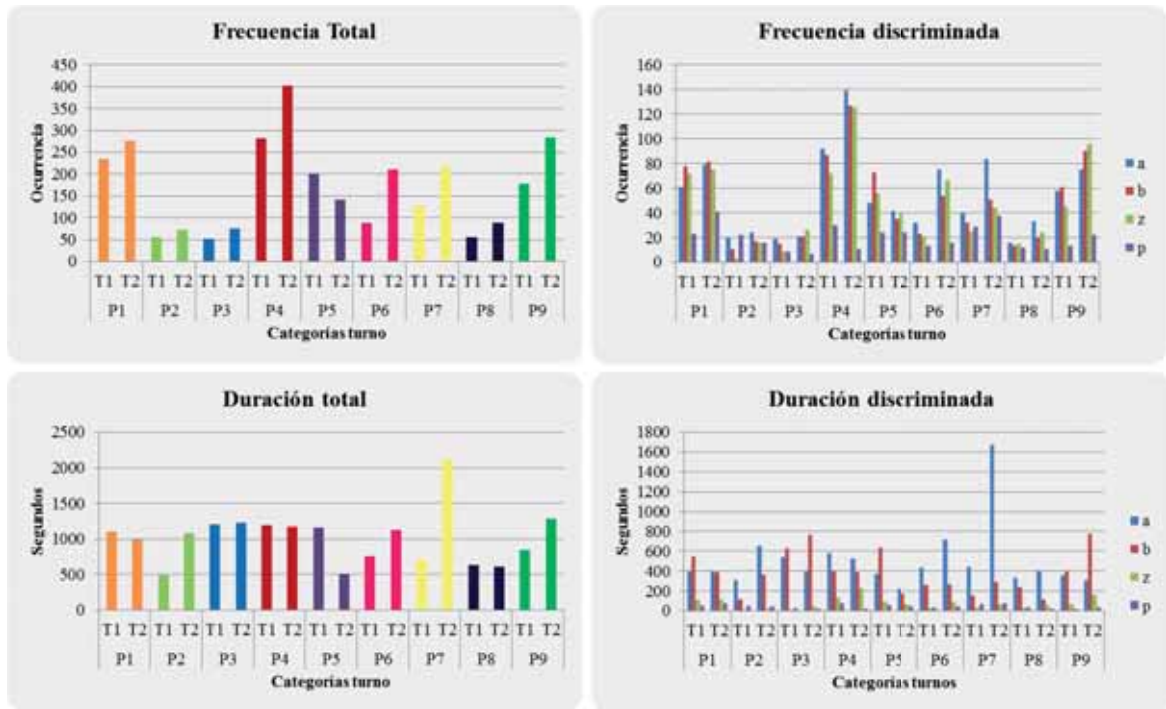 Frecuencia Total
Ocurrencia
450
400
350
300
250
200
150
100
50
0
T1 T2 T1 T2 T1 T2 T1 T2 T1 T2 T1 T2 T1 T2 T1 T2 T1 T2
P1 P2 P3 P4 P5 P6 P7 P8 P9
Categorías turno
Frecuencia discriminada
Ocurrencia
160
140
120
100
80
60
40
20
0
T1 T2 T1 T2 T1 T2 T1 T2 T1 T2 T1 T2 T1 T2 T1 T2 T1 T2
P1 P2 P3 P4 P5 P6 P7 P8 P9
Categorías turno
a
b
z
p
Duración total
Segundos
2500
2000
1500
1000
500
0
T1 T2 T1 T2 T1 T2 T1 T2 T1 T2 T1 T2 T1 T2 T1 T2 T1 T2
P1 P2 P3 P4 P5 P6 P7 P8 P9
Categorías turno
Duración discriminada
Segundos
1800
1600
1400
1200
1000
800
600
400
200
0
T1 T2 T1 T2 T1 T2 T1 T2 T1 T2 T1 T2 T1 T2 T1 T2 T1 T2
P1 P2 P3 P4 P5 P6 P7 P8 P9
Categorías turnos
a
b
z
p